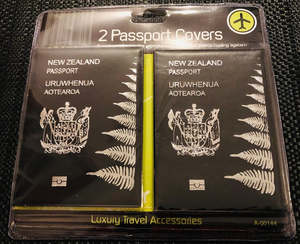 2 Passport Covers
NEW ZEALAND
PASSPORT
URUWHENUA
AOTEAROA
NEW ZEALAND
PASSPORT
URUWHENUA
AOTEAROA
Luxury Travel Accessories